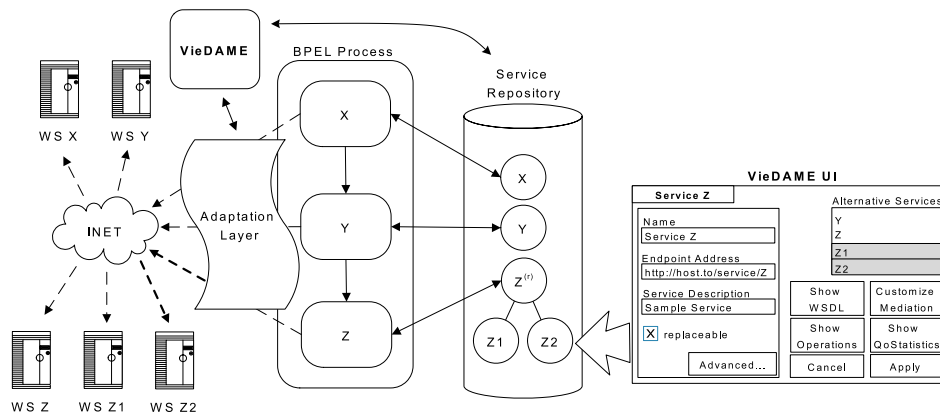 VieDAME
BPEL Process
Service
Repository
WS X
WS Y
X
Y
Z
Adaptation
Layer
INET
X
Y
Z(r)
Z1
Z2
WS Z
WS Z1
WS Z2
VieDAME UI
Service Z
Name
Service Z
Endpoint Address
http://host.to/service/Z
Service Description
Sample Service
X replaceable
Advanced...
Alternative Services
Y
Z
Z1
Z2
Show
WSDL
Customize
Mediation
Show
Operations
Show
QoStatistics
Cancel
Apply